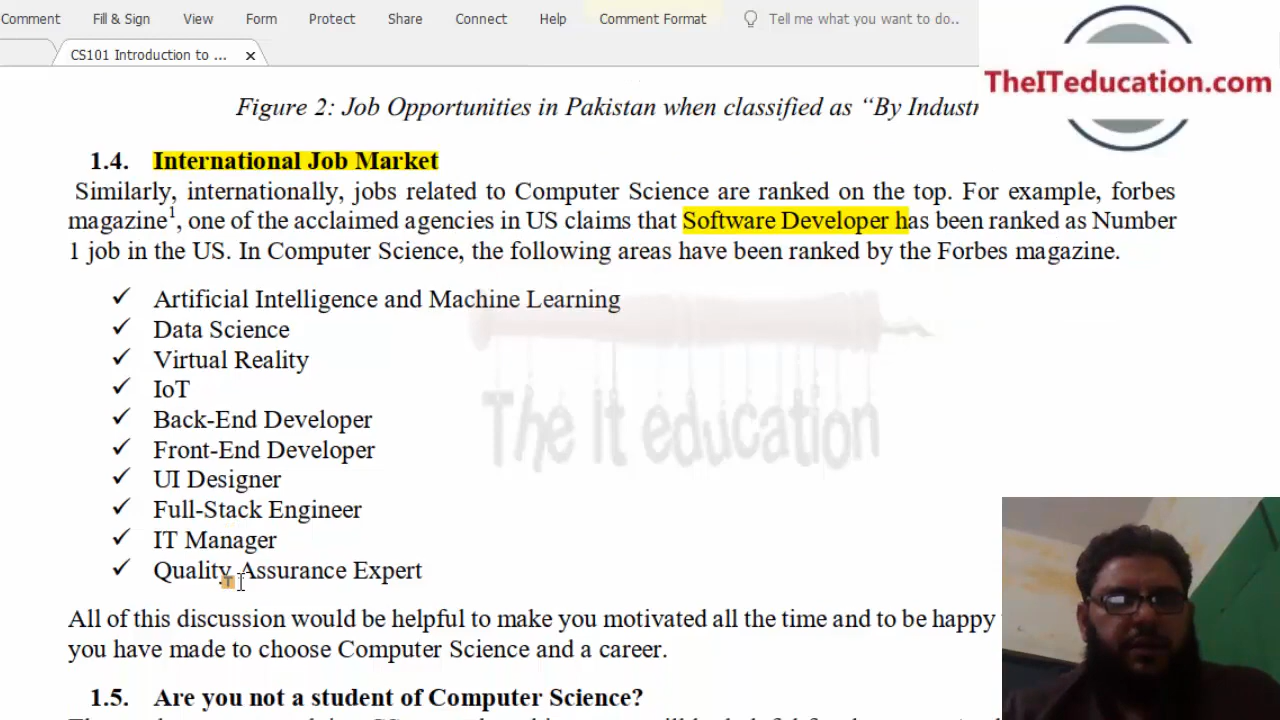 Comment Fill & Sign View Form Protect Share Connect Help Comment Format Tell me what you want to do..
CS101 Introduction to ... ×
TheITeducation.com
Figure 2: Job Opportunities in Pakistan when classified as “By Industr
1.4. International Job Market
Similarly, internationally, jobs related to Computer Science are ranked on the top. For example, forbes
magazine1, one of the acclaimed agencies in US claims that Software Developer has been ranked as Number
1 job in the US. In Computer Science, the following areas have been ranked by the Forbes magazine.
✓ Artificial Intelligence and Machine Learning
✓ Data Science
✓ Virtual Reality
✓ IoT
✓ Back-End Developer
✓ Front-End Developer
✓ UI Designer
✓ Full-Stack Engineer
✓ IT Manager
✓ Quality Assurance Expert
The It education
All of this discussion would be helpful to make you motivated all the time and to be happy
you have made to choose Computer Science and a career.
1.5. Are you not a student of Computer Science?